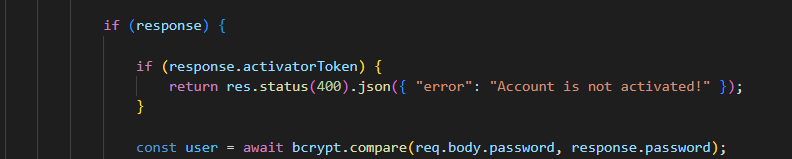 if (response) {
if (response.activatorToken) {
return res.status(400).json({ "error": "Account is not activated!" });
}
const user = await bcrypt.compare(req.body.password, response.password);